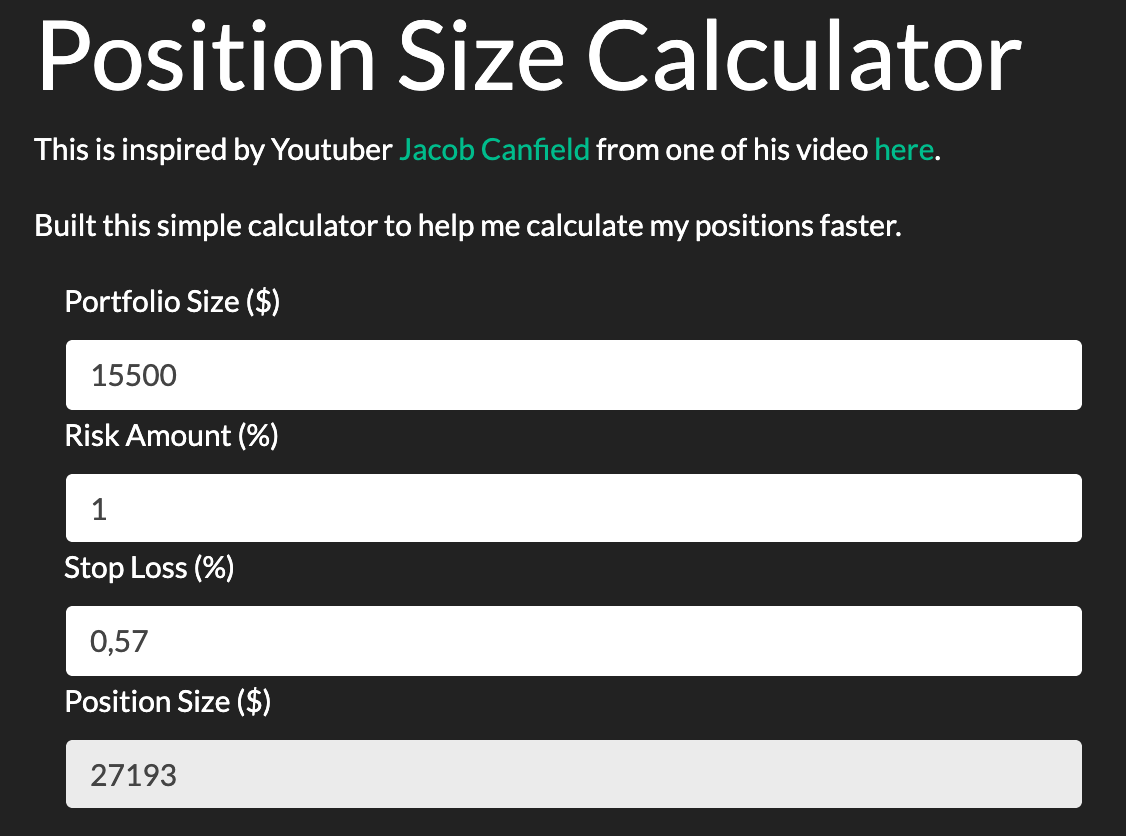 Position Size Calculator
This is inspired by Youtuber Jacob Canfield from one of his video here.
Built this simple calculator to help me calculate my positions faster.
Portfolio Size ($)
15500
Risk Amount (%)
1
Stop Loss (%)
0,57
Position Size ($)
27193